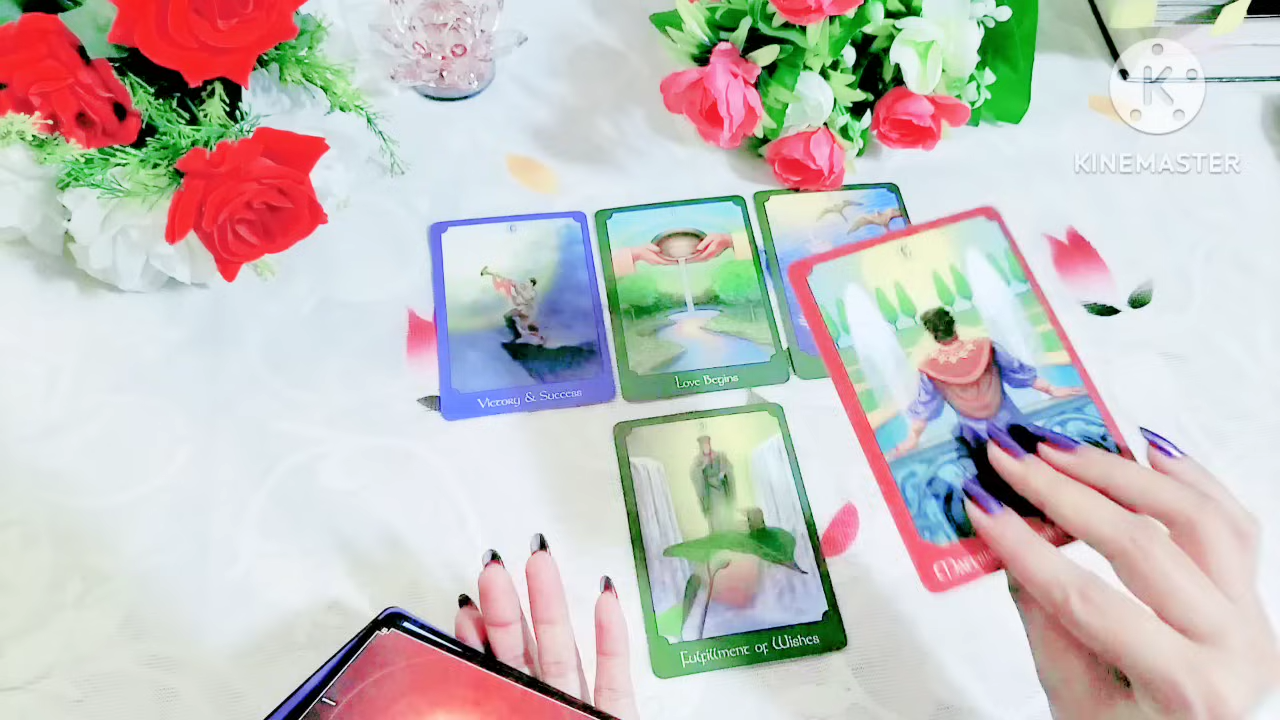 K
KINEMASTER
Victory & Success
Love Begins
Fulfillment of Wishes